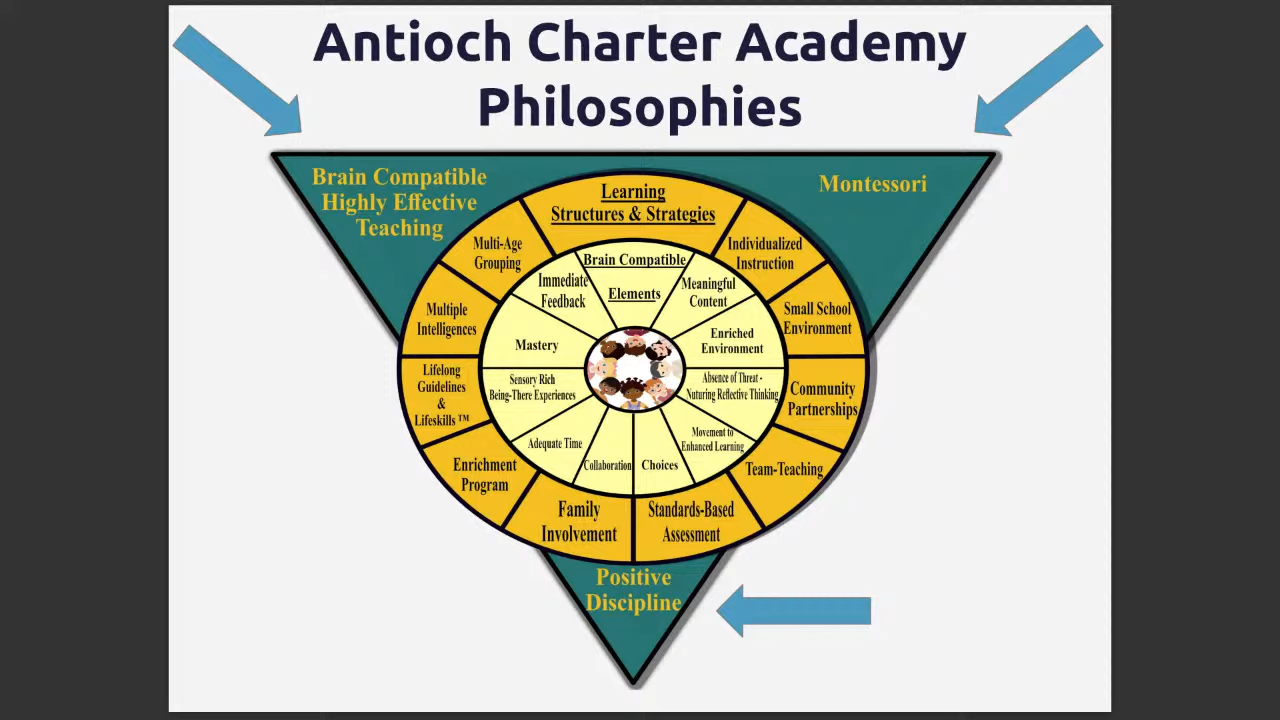 Antioch Charter Academy
Philosophies
Brain Compatible
Highly Effective
Teaching
Montessori
Learning
Structures & Strategies
Individualized
Instruction
Small School
Environment
Community
Partnerships
Team-Teaching
Standards-Based
Assessment
Family
Involvement
Enrichment
Program
Lifelong
Guidelines
&
Lifeskills ™
Multiple
Intelligences
Multi-Age
Grouping
Brain Compatible
Elements
Meaningful
Content
Enriched
Environment
Absence of Threat -
Nuturing Reflective Thinking
Movement to
Enhanced Learning
Choices
Collaboration
Adequate Time
Sensory Rich
Being-There Experiences
Mastery
Immediate
Feedback
Positive
Discipline